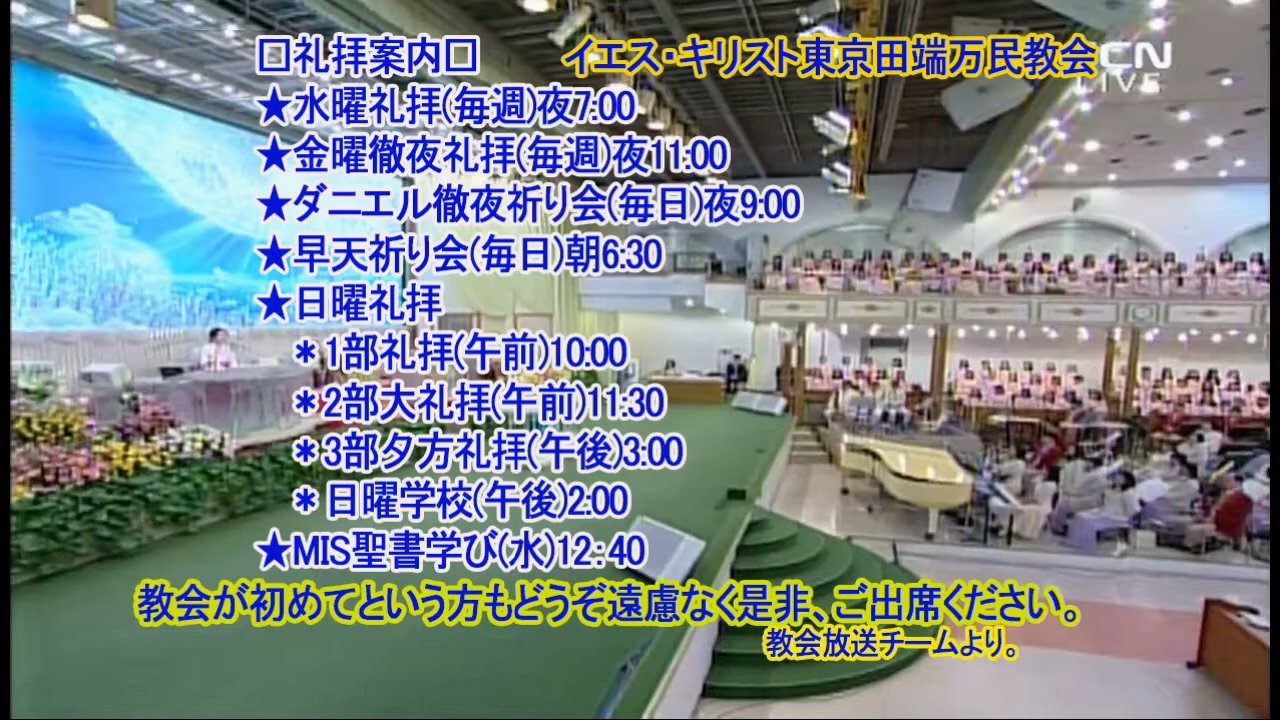 □礼拝案内□ イエス・キリスト東京田端万民教会
CN
LIVE
★水曜礼拝(毎週)夜7:00
★金曜徹夜礼拝(毎週)夜11:00
★ダニエル徹夜祈り会(毎日)夜9:00
★早天祈り会(毎日)朝6:30
★日曜礼拝
＊1部礼拝(午前)10:00
＊2部大礼拝(午前)11:30
＊3部夕方礼拝(午後)3:00
＊日曜学校(午後)2:00
★MIS聖書学び(水)12:40
教会が初めてという方もどうぞ遠慮なく是非、ご出席ください。
教会放送チームより。